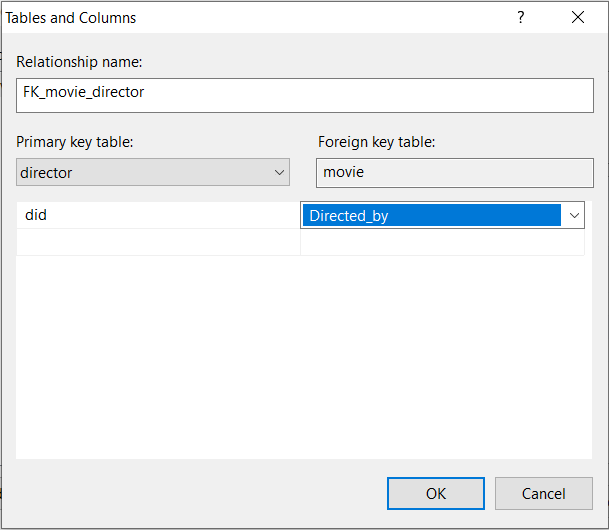 Tables and Columns
?
Relationship name:
FK_movie_director
Primary key table:
Foreign key table:
director
movie
did
Directed_by
OK
Cancel